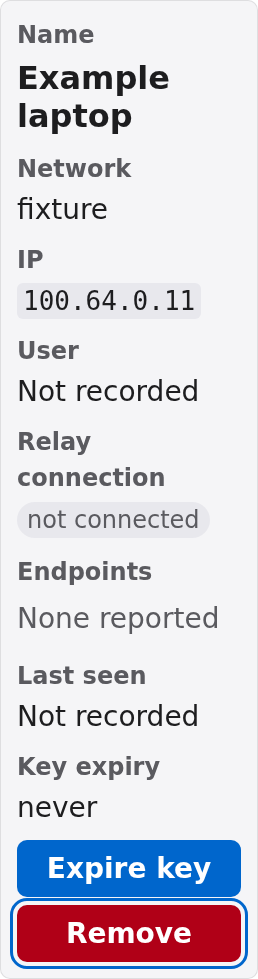 Name
Example
laptop
Network
fixture
IP
100.64.0.11
User
Not recorded
Relay
connection
not connected
Endpoints
None reported
Last seen
Not recorded
Key expiry
never
Expire key
Remove